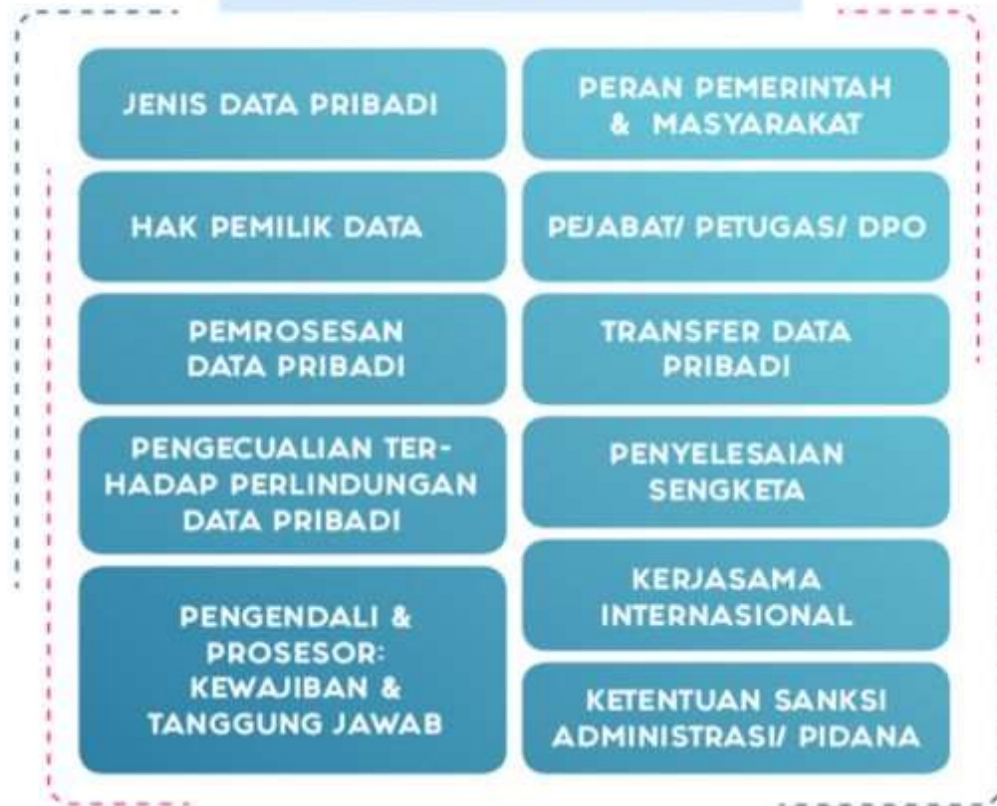 JENIS DATA PRIBADI
HAK PEMILIK DATA
PEMROSESAN
DATA PRIBADI
PENGECUALIAN TER-
HADAP PERLINDUNGAN
DATA PRIBADI
PENGENDALI &
PROSESOR:
KEWAJIBAN &
TANGGUNG JAWAB
PERAN PEMERINTAH
& MASYARAKAT
PEJABAT/ PETUGAS/ DPO
TRANSFER DATA
PRIBADI
PENYELESAIAN
SENGKETA
KERJASAMA
INTERNASIONAL
KETENTUAN SANKSI
ADMINISTRASI/ PIDANA